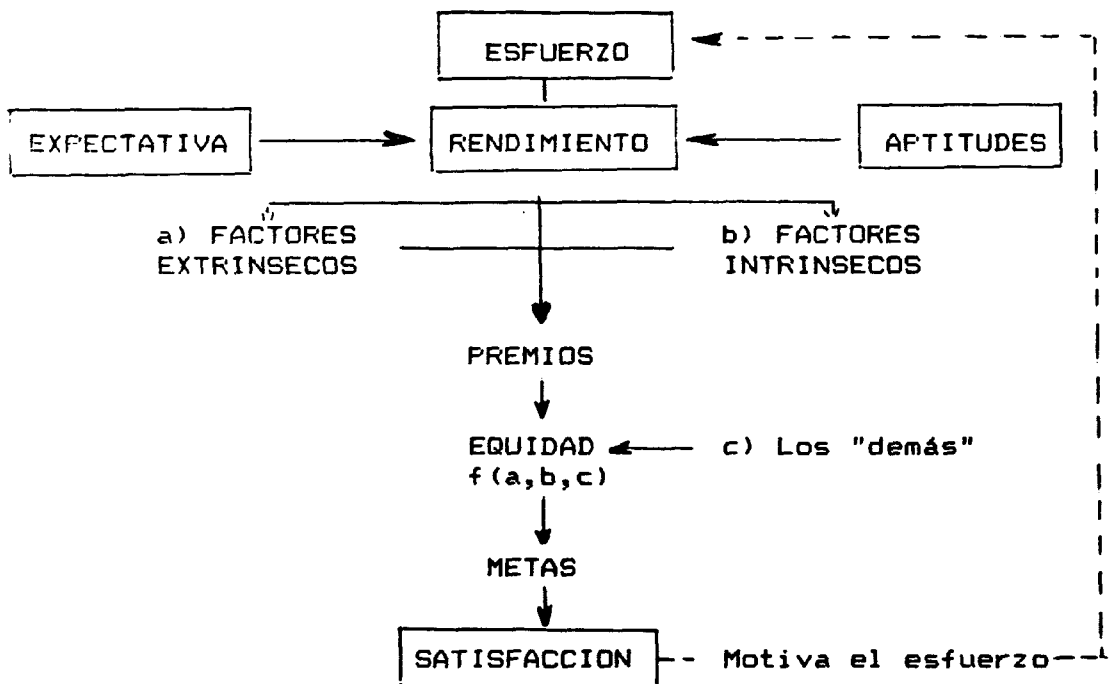 ESFUERZO
EXPECTATIVA
RENDIMIENTO
APTITUDES
a) FACTORES
EXTRINSECOS
b) FACTORES
INTRINSECOS
PREMIOS
EQUIDAD
f(a,b,c)
c) Los "demás"
METAS
SATISFACCION
Motiva el esfuerzo